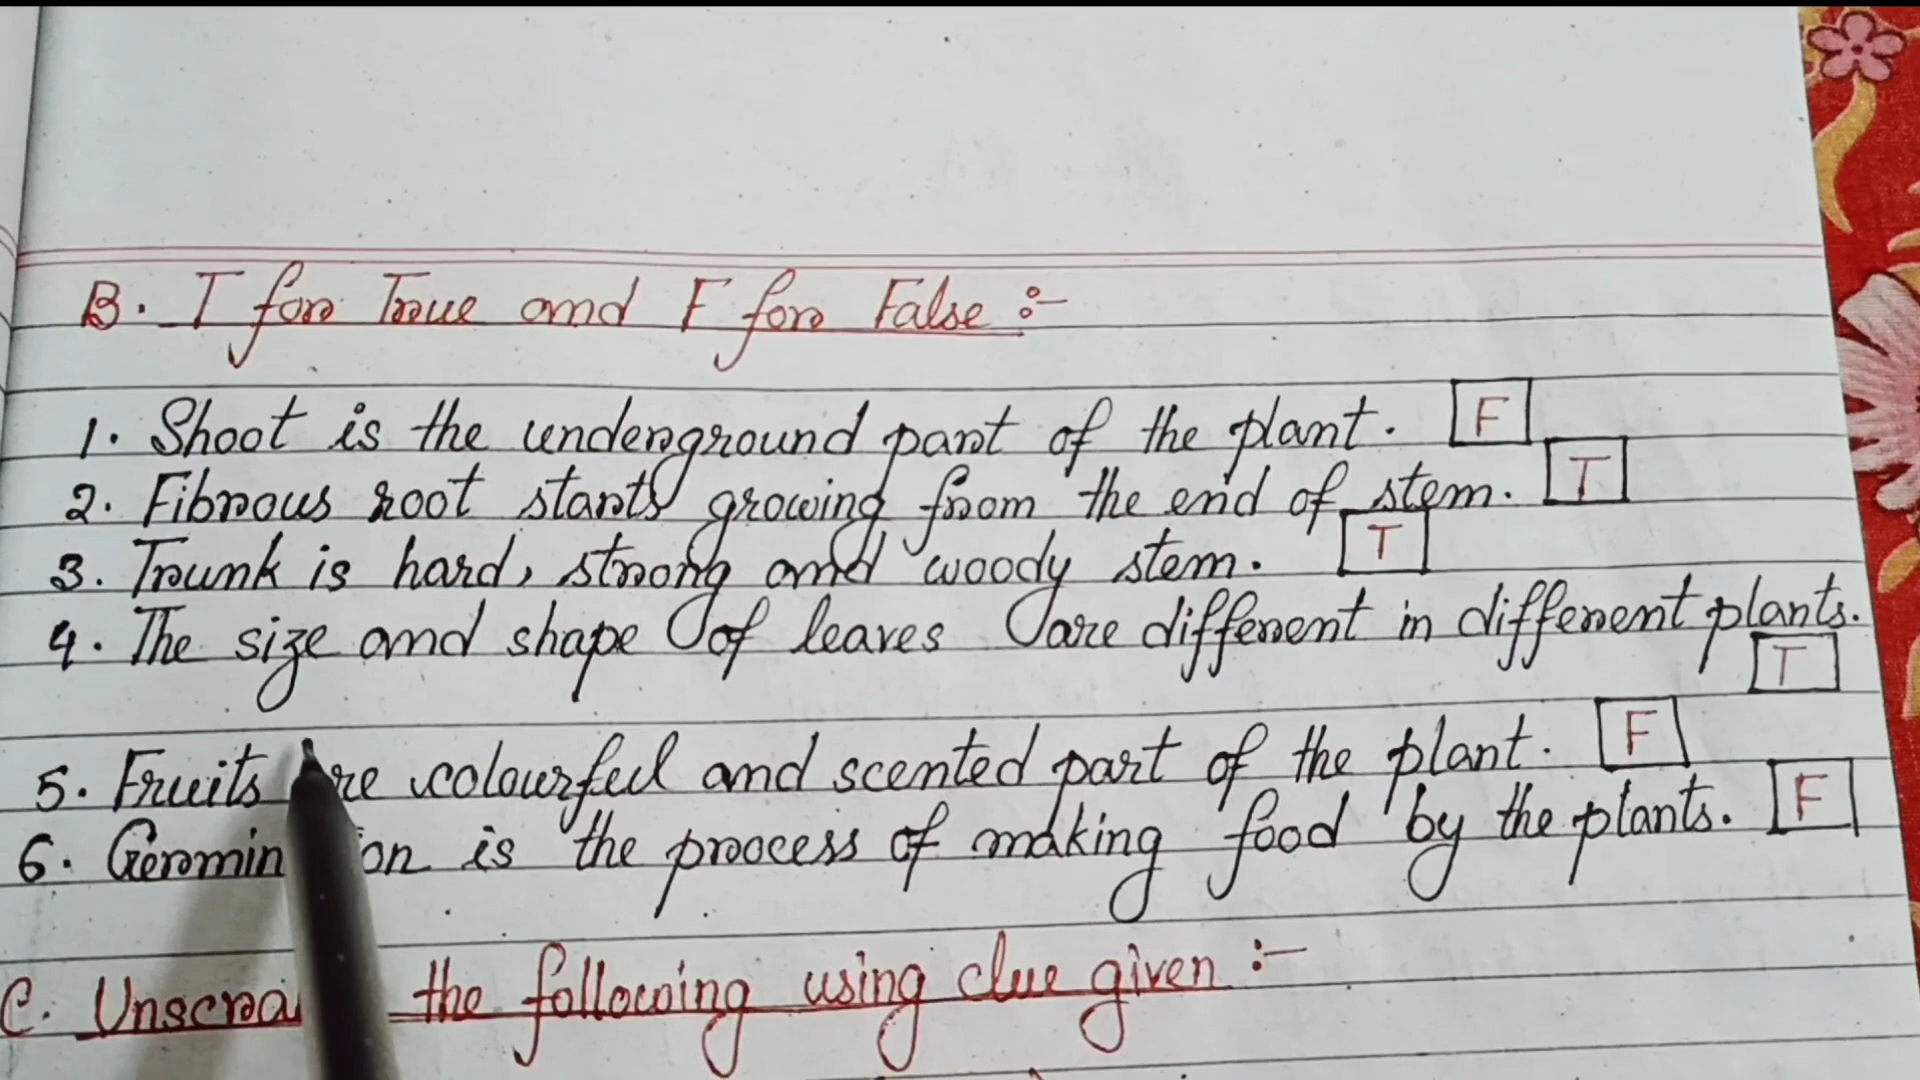 B. T for True and F for False :-
1. Shoot is the underground part of the plant. F
2. Fibrous root starts growing from the end of stem. T
3. Trunk is hard, strong and woody stem. T
4. The size and shape of leaves are different in different plants.
T
5. Fruits are colourful and scented part of the plant. F
6. is the process of making food by the plants. F
C. the following using clue given :-